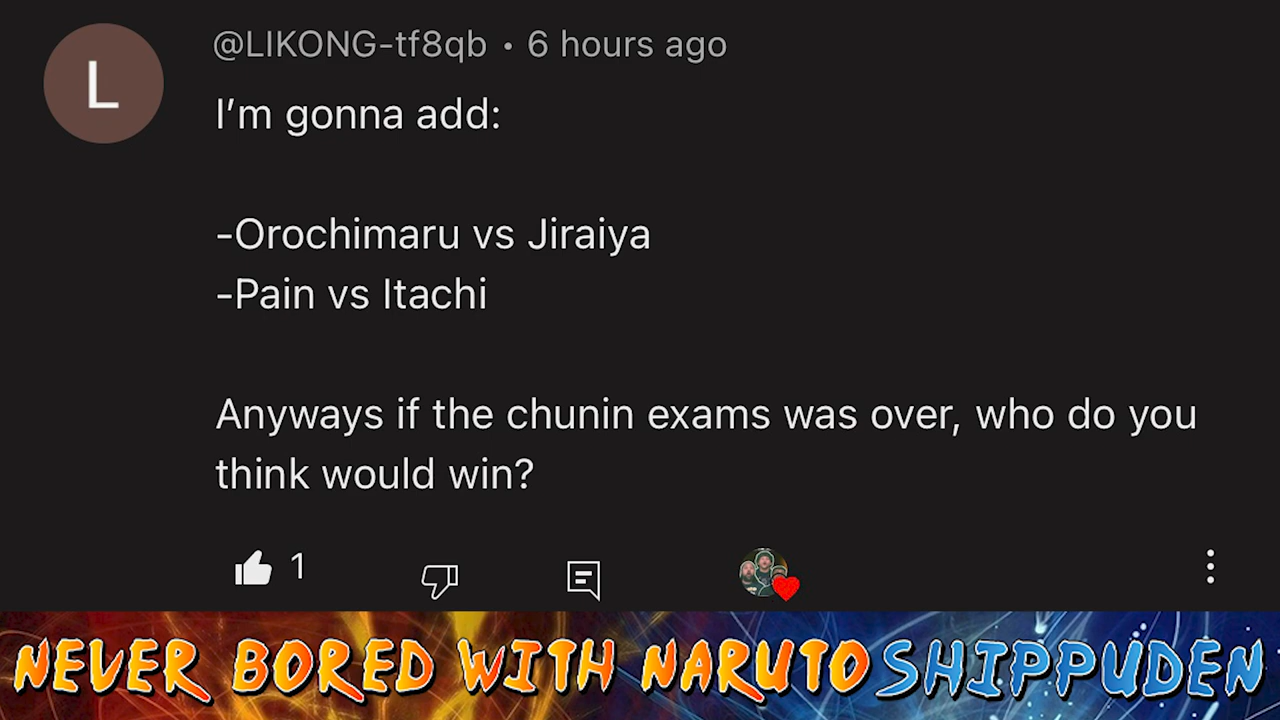 L
@LIKONG-tf8qb • 6 hours ago
I’m gonna add:
-Orochimaru vs Jiraiya
-Pain vs Itachi
Anyways if the chunin exams was over, who do you
think would win?
1
NEVER BORED WITH NARUTO SHIPPUDEN